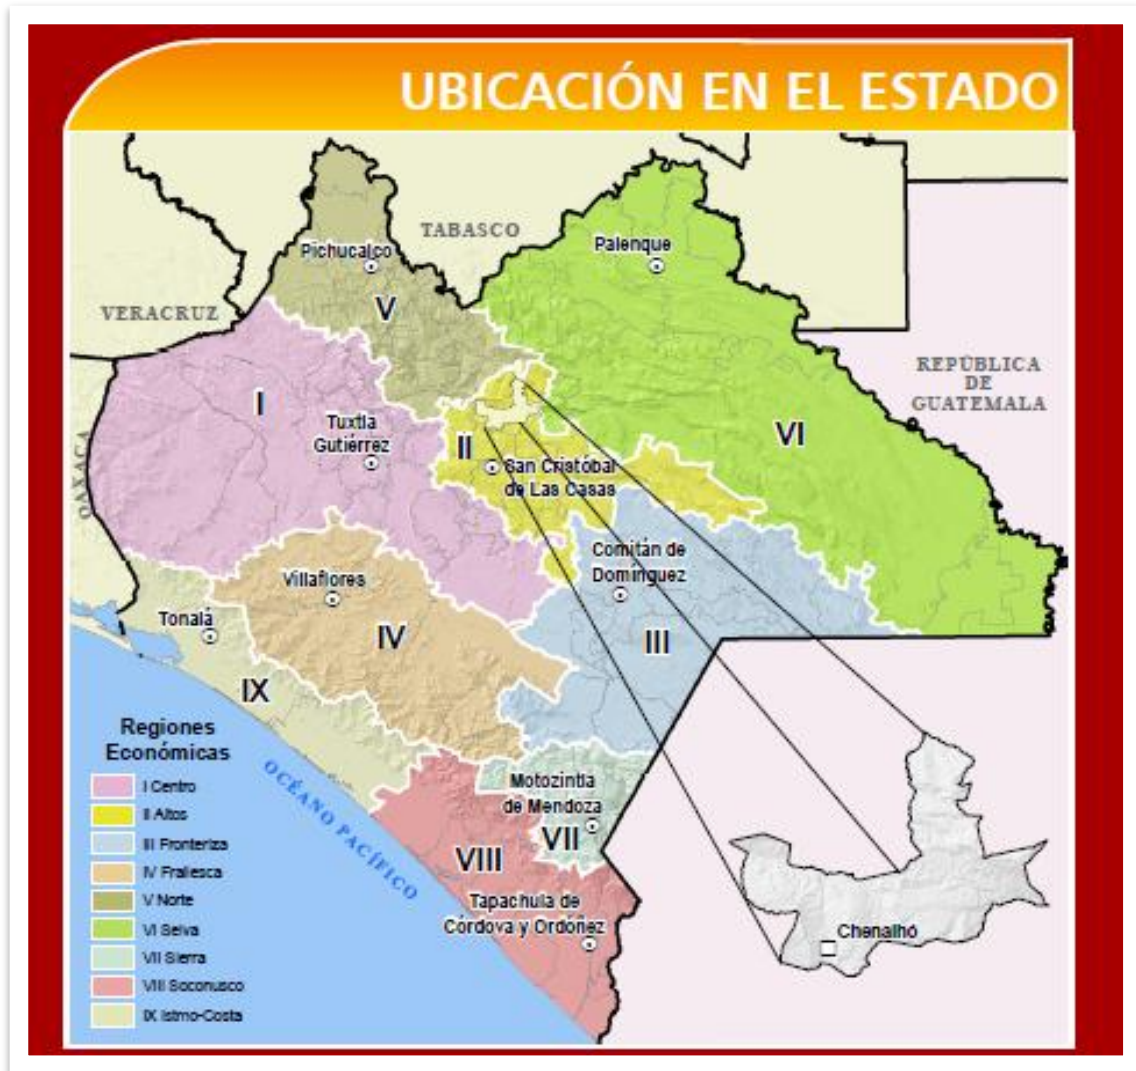 UBICACIÓN EN EL ESTADO
TABASCO
Pichucalco
Palenque
V
VERACRUZ
REPÚBLICA
DE
GUATEMALA
I
Tuxtla
Gutiérrez
II
VI
OAXACA
San Cristóbal
de Las Casas
Comitán de
Domínguez
Villaflores
Tonalá
IV
III
IX
Regiones
Económicas
I Centro
II Altos
III Fronteriza
IV Frailesca
V Norte
VI Selva
VII Sierra
VIII Soconusco
IX Istmo-Costa
OCÉANO PACÍFICO
Motozintla
de Mendoza
VII
VIII
Tapachula de
Córdova y Ordóñez
Chenalhó